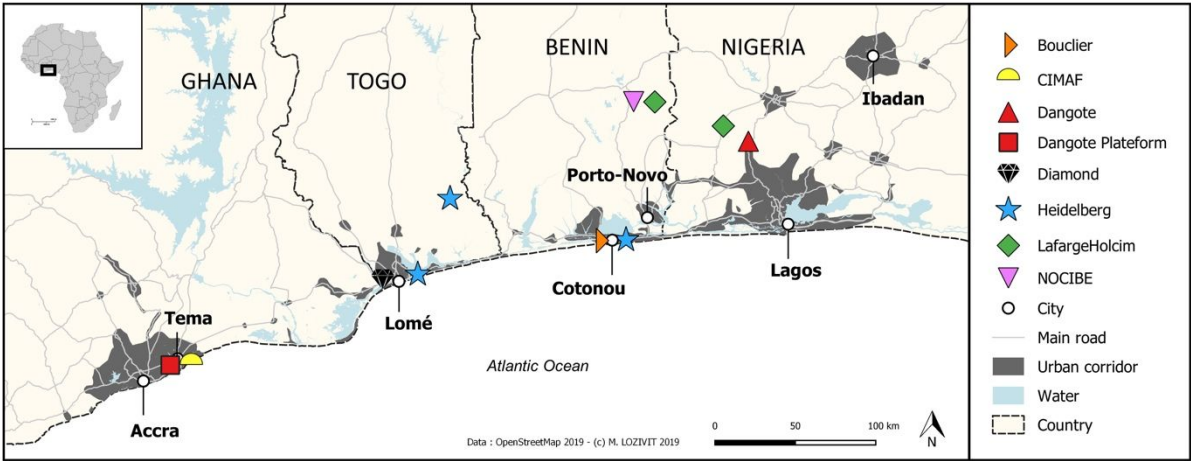 GHANA
TOGO
BENIN
NIGERIA
Ibadan
Porto-Novo
Lagos
Cotonou
Lomé
Tema
Accra
Atlantic Ocean
Data : OpenStreetMap 2019 - (c) M. LOZIVIT 2019
0 50 100 km
N
Bouclier
CIMAF
Dangote
Dangote Plateform
Diamond
Heidelberg
LafargeHolcim
NOCIBE
City
Main road
Urban corridor
Water
Country